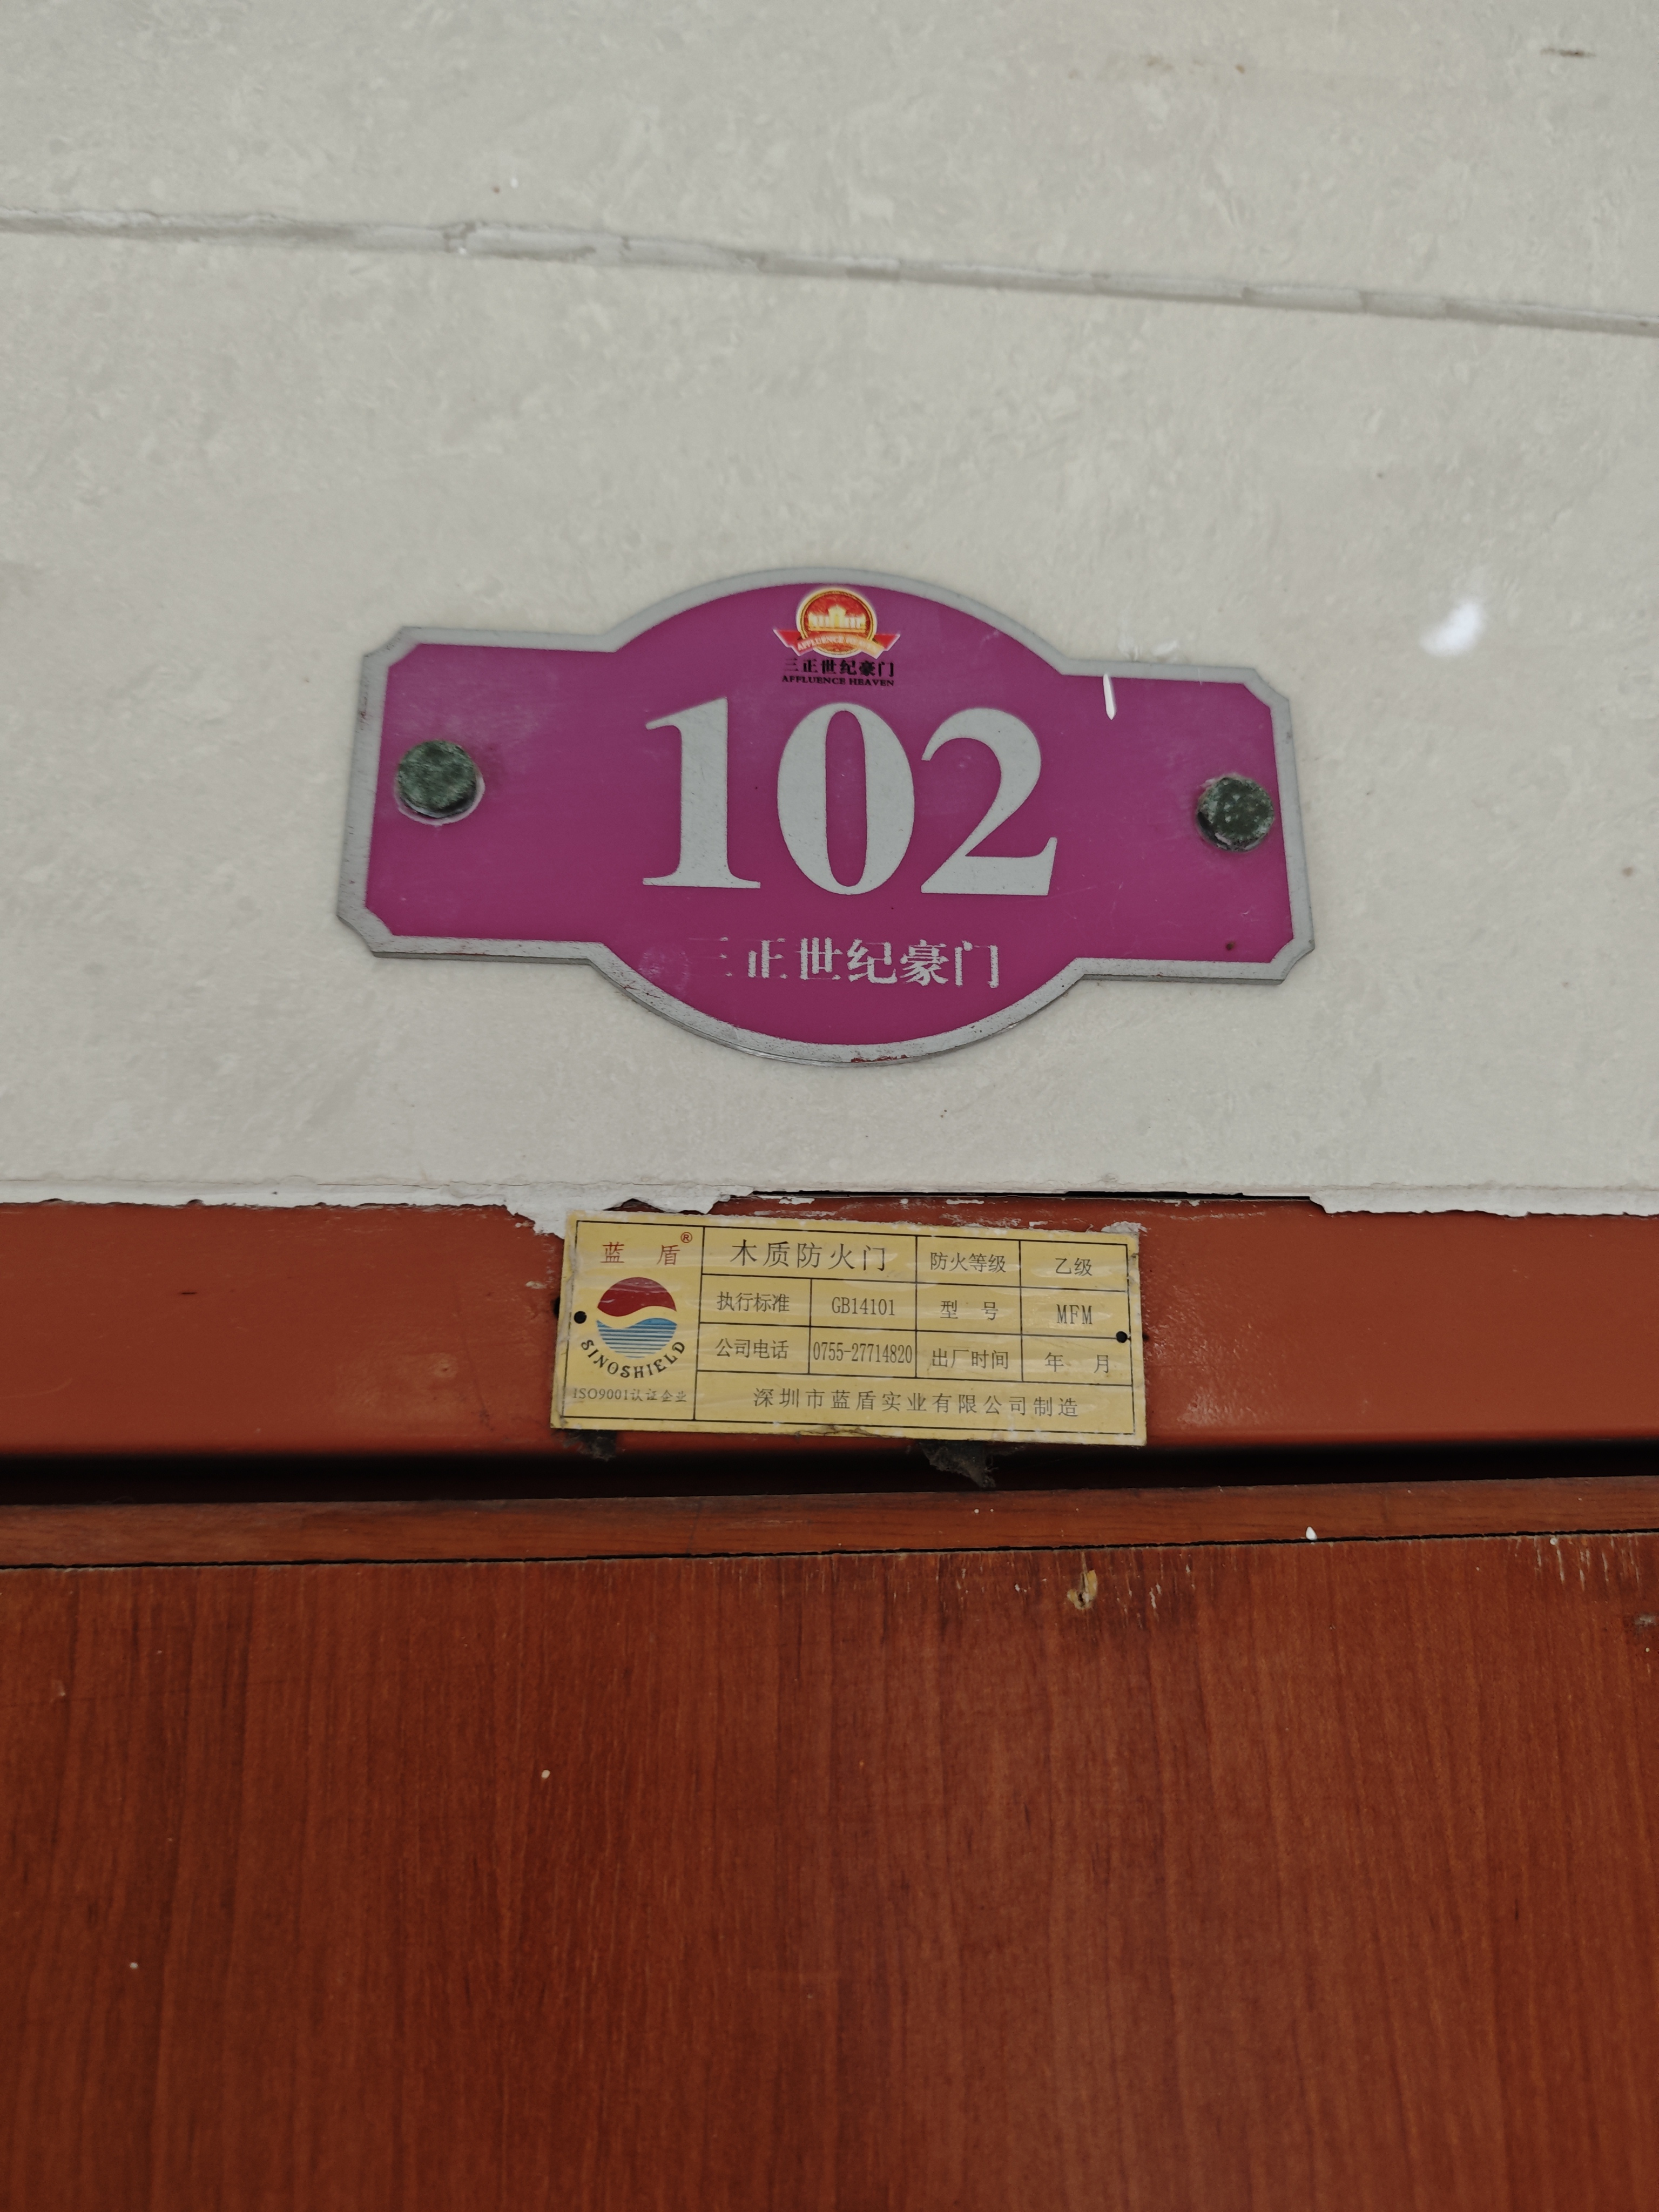 AFFLUENCE HEAVEN
三正世纪豪门
AFFLUENCE HEAVEN
102
三正世纪豪门
蓝盾® 木质防火门 防火等级 乙级
执行标准 GB14101 型号 MFM
公司电话 0755-27714820 出厂时间 年 月
SINOSHIELD
ISO9001认证企业
深圳市蓝盾实业有限公司制造